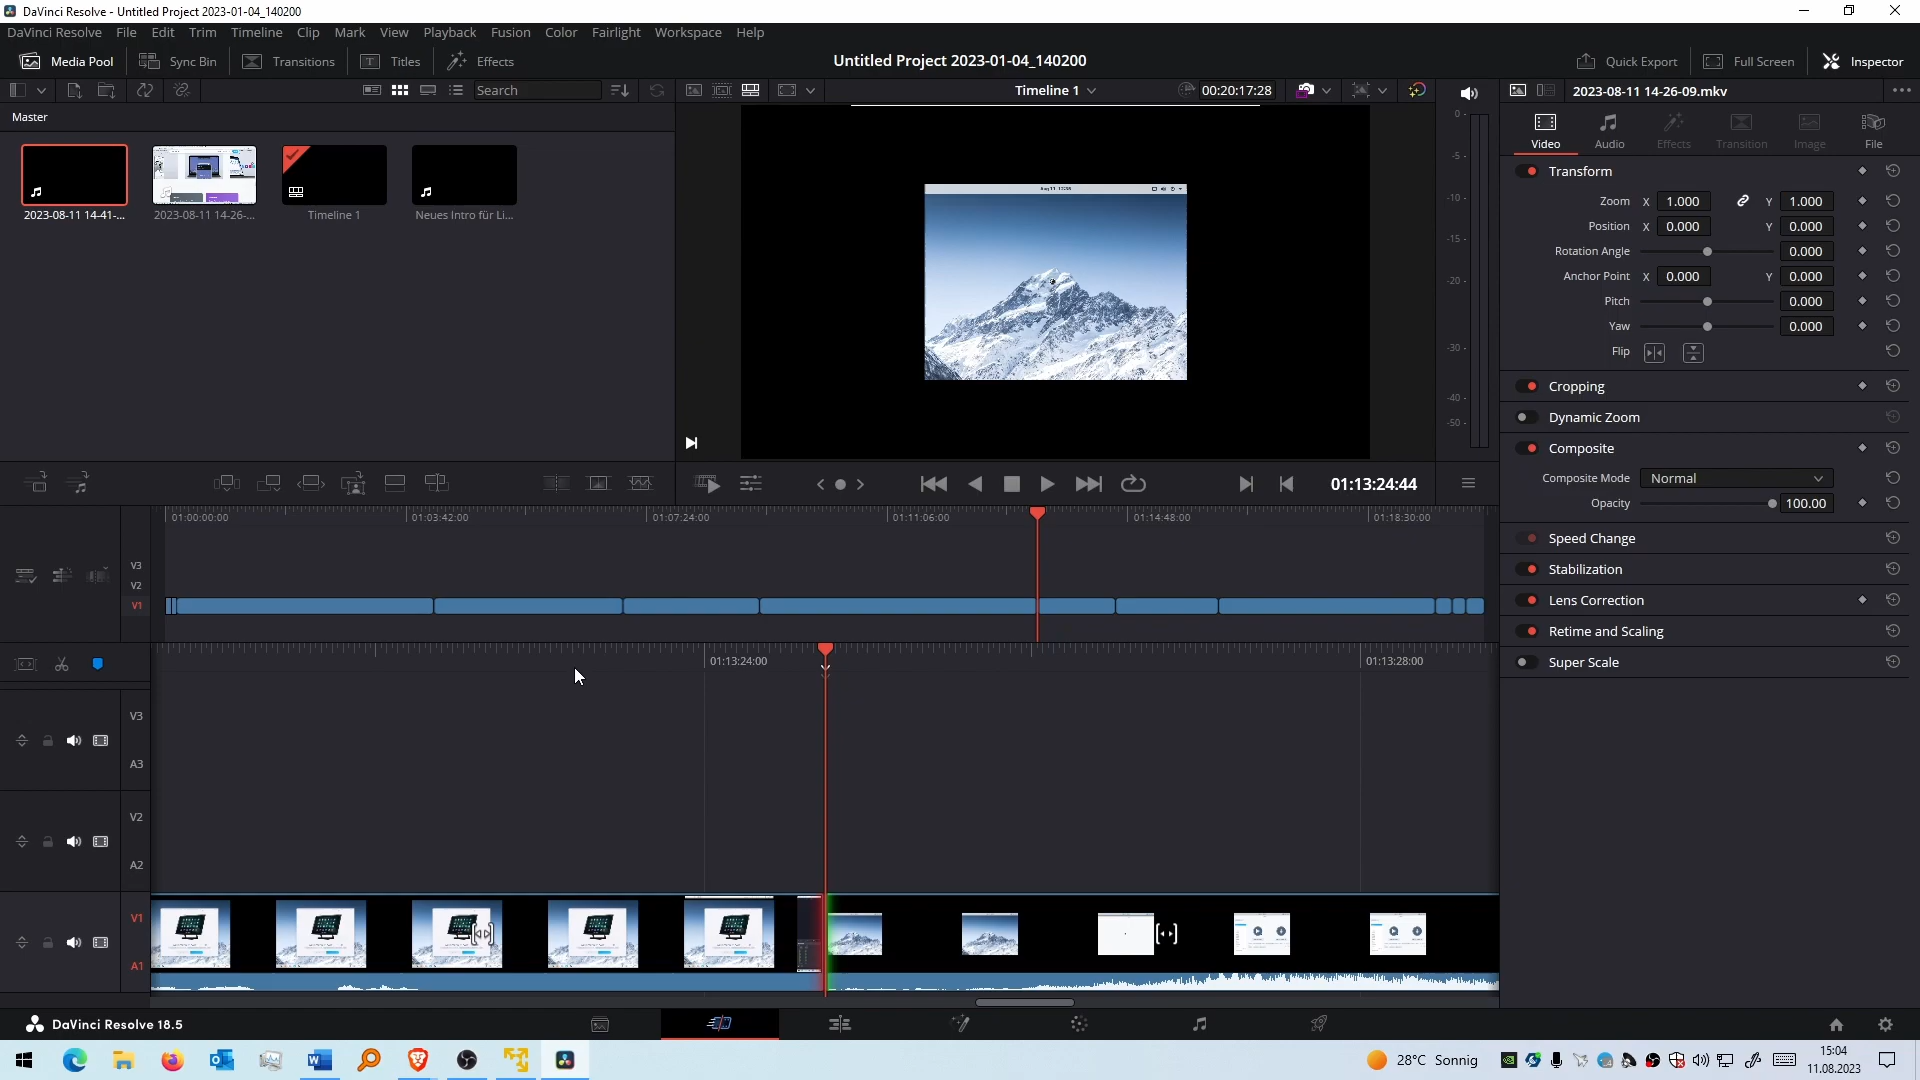 DaVinci Resolve - Untitled Project 2023-01-04_140200
DaVinci Resolve File Edit Trim Timeline Clip Mark View Playback Fusion Color Fairlight Workspace Help
Media Pool Sync Bin Transitions Titles Effects Untitled Project 2023-01-04_140200 Quick Export Full Screen Inspector
Search Timeline 1 00:20:17:28 2023-08-11 14-26-09.mkv
Master
Video Audio Effects Transition Image File
2023-08-11 14-41-... 2023-08-11 14-26-... Timeline 1 Neues Intro für Li...
0
-5
-10
-15
-20
-30
-40
-50
Transform
Zoom X 1.000 Y 1.000
Position X 0.000 Y 0.000
Rotation Angle 0.000
Anchor Point X 0.000 Y 0.000
Pitch 0.000
Yaw 0.000
Flip
Cropping
Dynamic Zoom
Composite
Composite Mode Normal
Opacity 100.00
Speed Change
Stabilization
Lens Correction
Retime and Scaling
Super Scale
01:13:24:44
01:00:00:00 01:03:42:00 01:07:24:00 01:11:06:00 01:14:48:00 01:18:30:00
V3
V2
V1
01:13:24:00 01:13:28:00
V3
A3
V2
A2
V1
A1
DaVinci Resolve 18.5
28°C Sonnig
15:04
11.08.2023